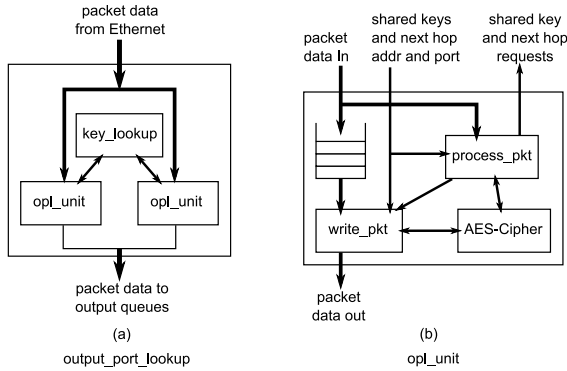 packet data
from Ethernet
key_lookup
opl_unit
opl_unit
packet data to
output queues
(a)
output_port_lookup
packet
data In
shared keys
and next hop
addr and port
shared key
and next hop
requests
process_pkt
write_pkt
AES-Cipher
packet
data out
(b)
opl_unit